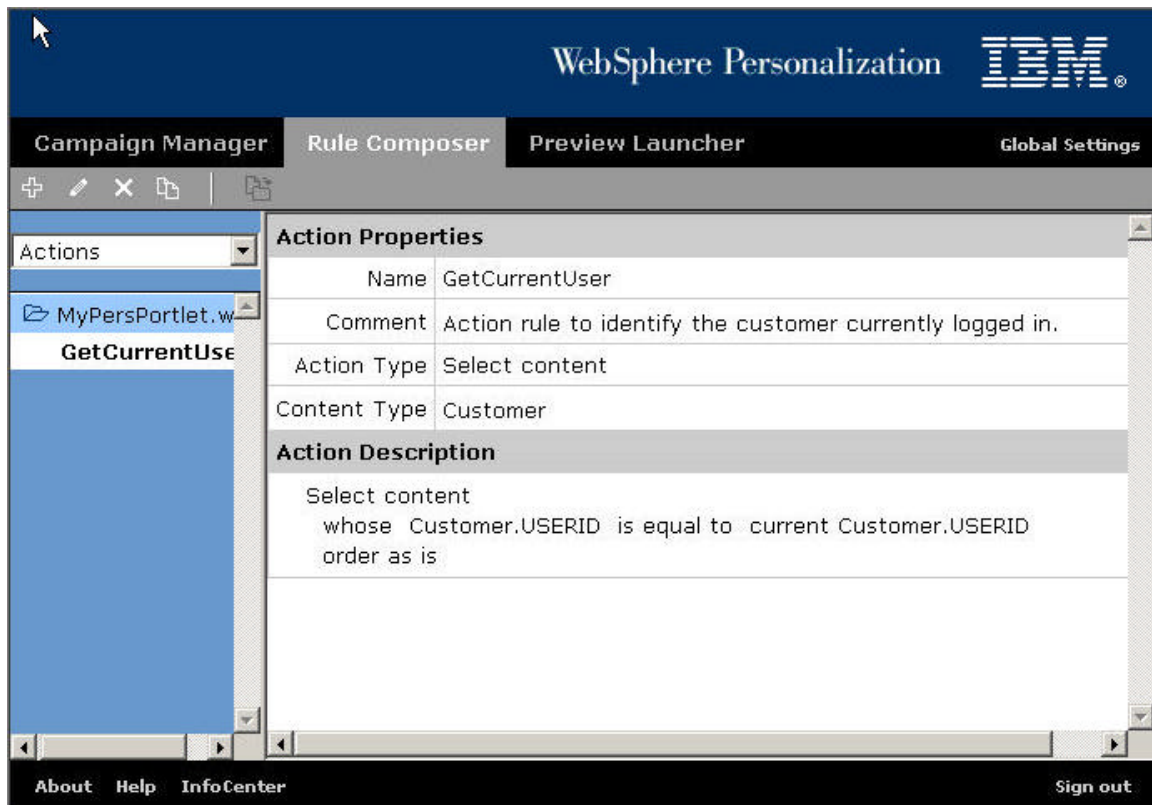 WebSphere Personalization IBM®
Campaign Manager Rule Composer Preview Launcher Global Settings
Actions
MyPersPortlet.w
GetCurrentUse
Action Properties
Name GetCurrentUser
Comment Action rule to identify the customer currently logged in.
Action Type Select content
Content Type Customer
Action Description
Select content
whose Customer.USERID is equal to current Customer.USERID
order as is
About Help InfoCenter Sign out